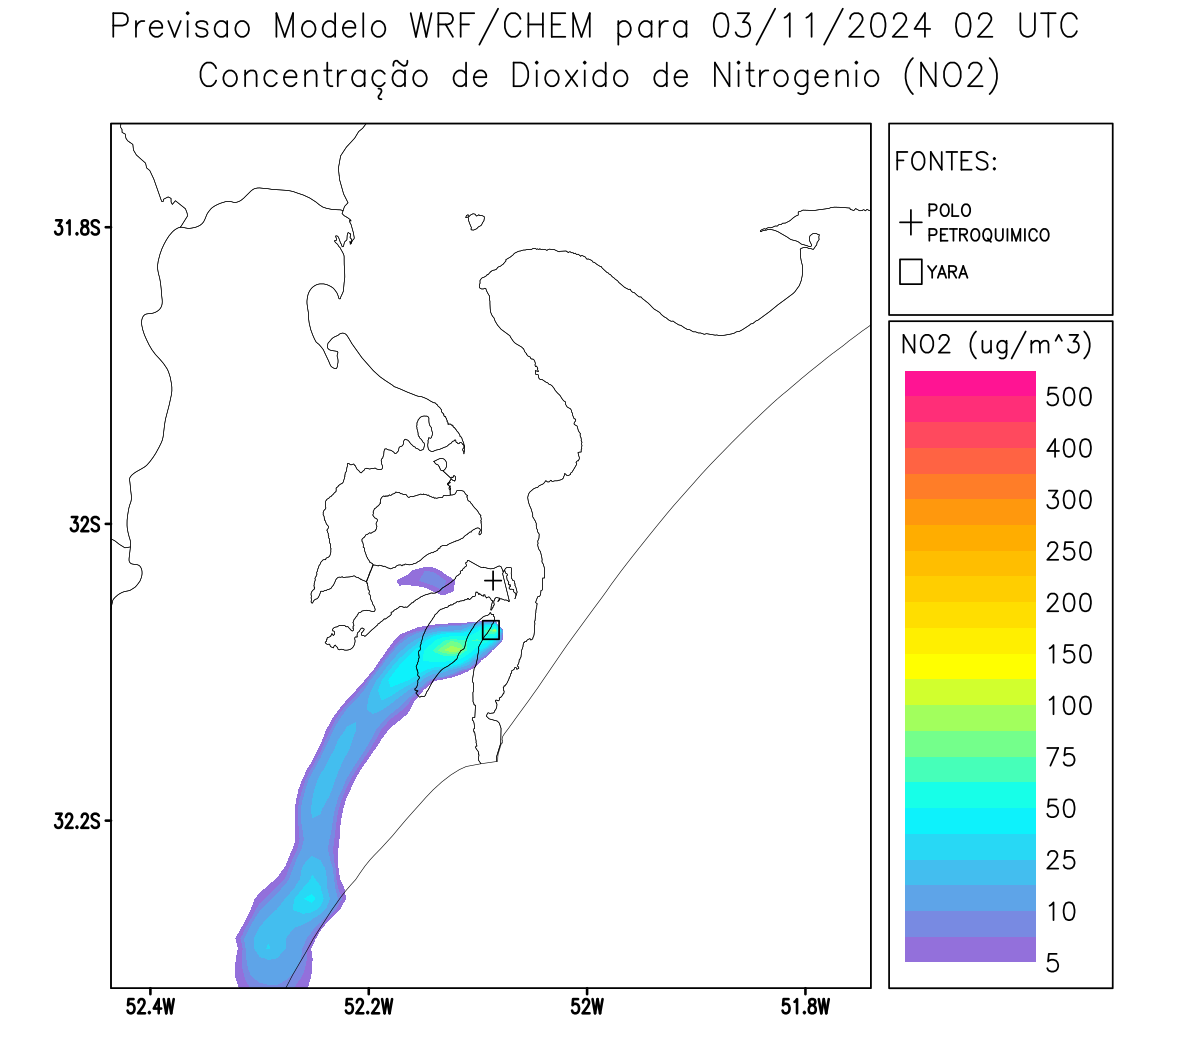 Previsao Modelo WRF/CHEM para 03/11/2024 02 UTC
Concentração de Dioxido de Nitrogenio (NO2)
FONTES:
POLO
PETROQUIMICO
YARA
NO2 (ug/m^3)
500
400
300
250
200
150
100
75
50
25
10
5
31.8S
32S
32.2S
52.4W
52.2W
52W
51.8W